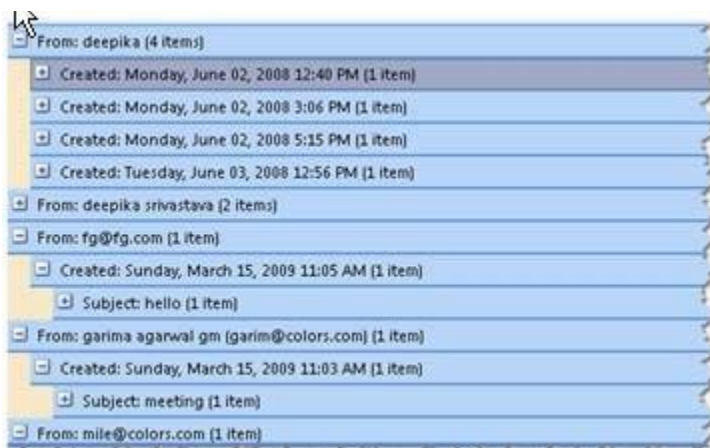 From: deepika (4 items)
Created: Monday, June 02, 2008 12:40 PM (1 item)
Created: Monday, June 02, 2008 3:06 PM (1 item)
Created: Monday, June 02, 2008 5:15 PM (1 item)
Created: Tuesday, June 03, 2008 12:56 PM (1 item)
From: deepika srivastava (2 items)
From: fg@fg.com (1 item)
Created: Sunday, March 15, 2009 11:05 AM (1 item)
Subject: hello (1 item)
From: garima agarwal gm (garim@colors.com) (1 item)
Created: Sunday, March 15, 2009 11:03 AM (1 item)
Subject: meeting (1 item)
From: mile@colors.com (1 item)